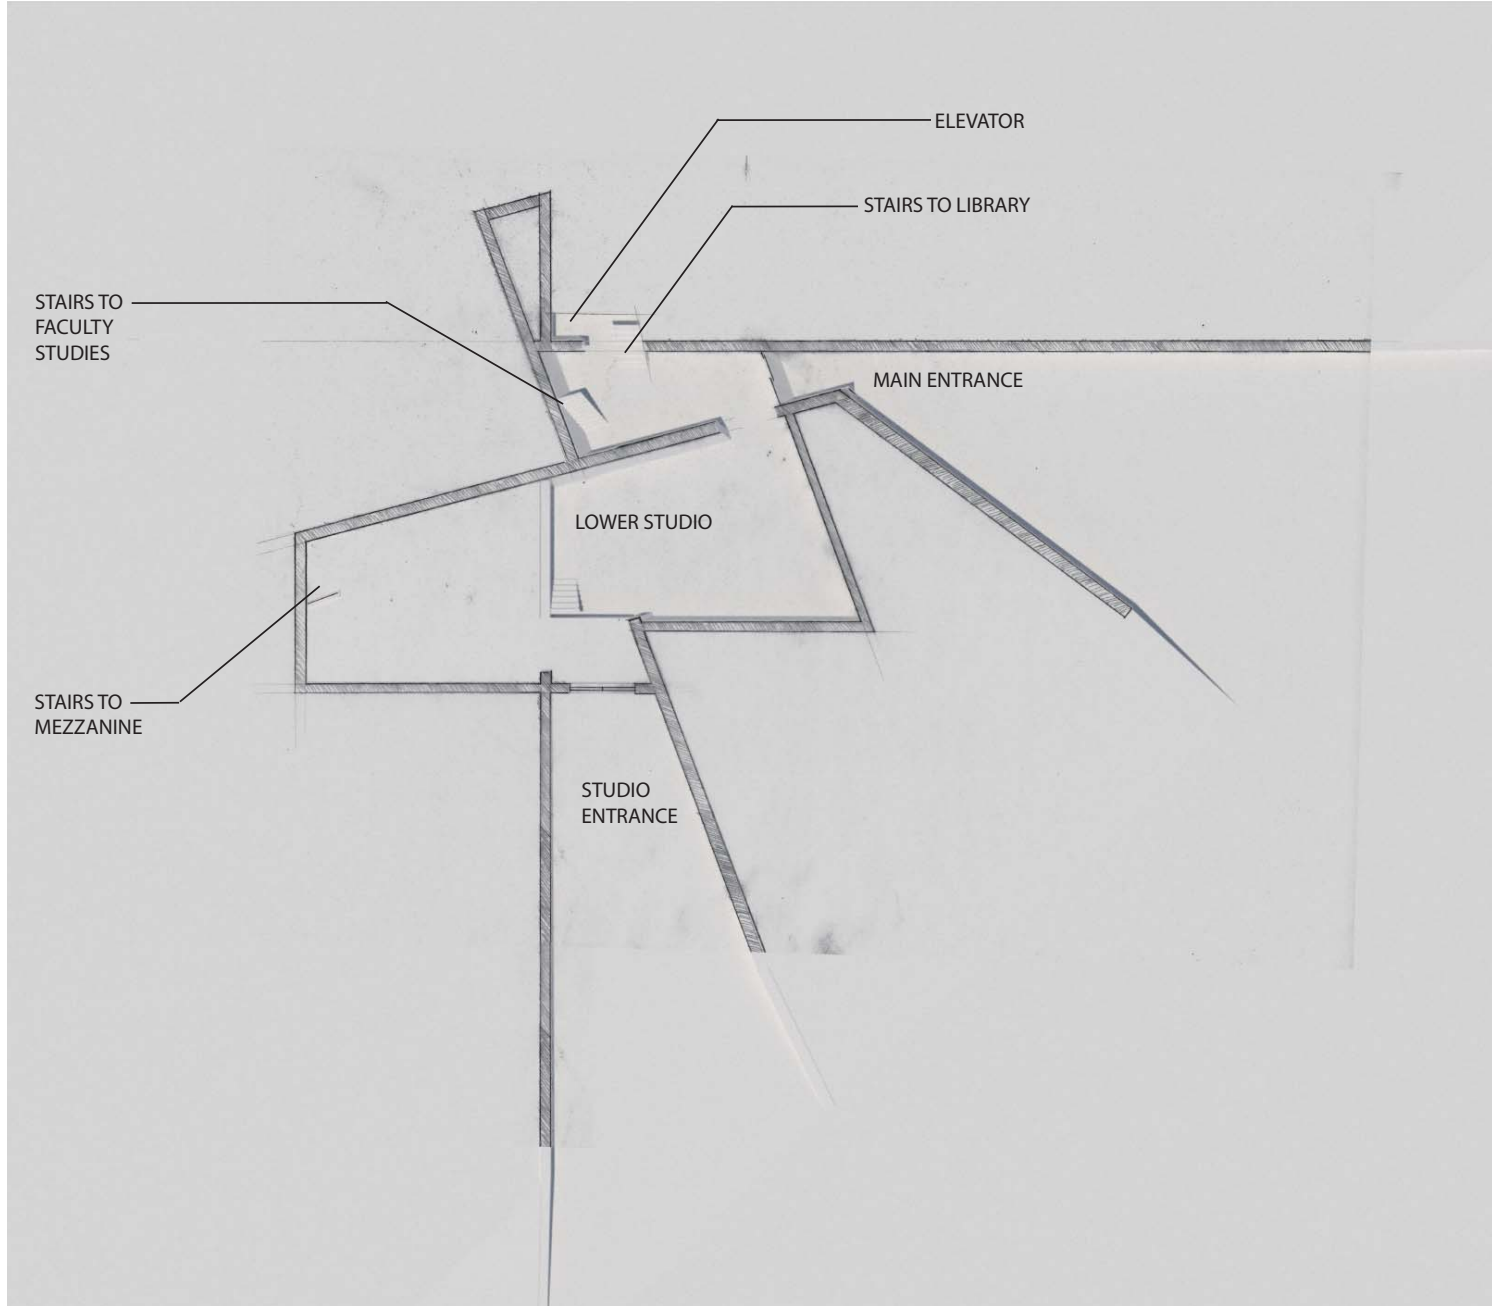 ELEVATOR
STAIRS TO LIBRARY
STAIRS TO
FACULTY
STUDIES
MAIN ENTRANCE
LOWER STUDIO
STAIRS TO
MEZZANINE
STUDIO
ENTRANCE